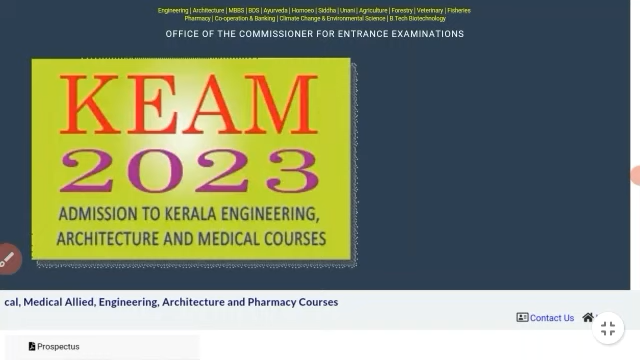 Engineering | Architecture | MBBS | BDS | Ayurveda | Homoeo | Siddha | Unani | Agriculture | Forestry | Veterinary | Fisheries
Pharmacy | Co-operation & Banking | Climate Change & Environmental Science | B.Tech Biotechnology
OFFICE OF THE COMMISSIONER FOR ENTRANCE EXAMINATIONS
KEAM
2023
ADMISSION TO KERALA ENGINEERING,
ARCHITECTURE AND MEDICAL COURSES
cal, Medical Allied, Engineering, Architecture and Pharmacy Courses
Contact Us
Prospectus